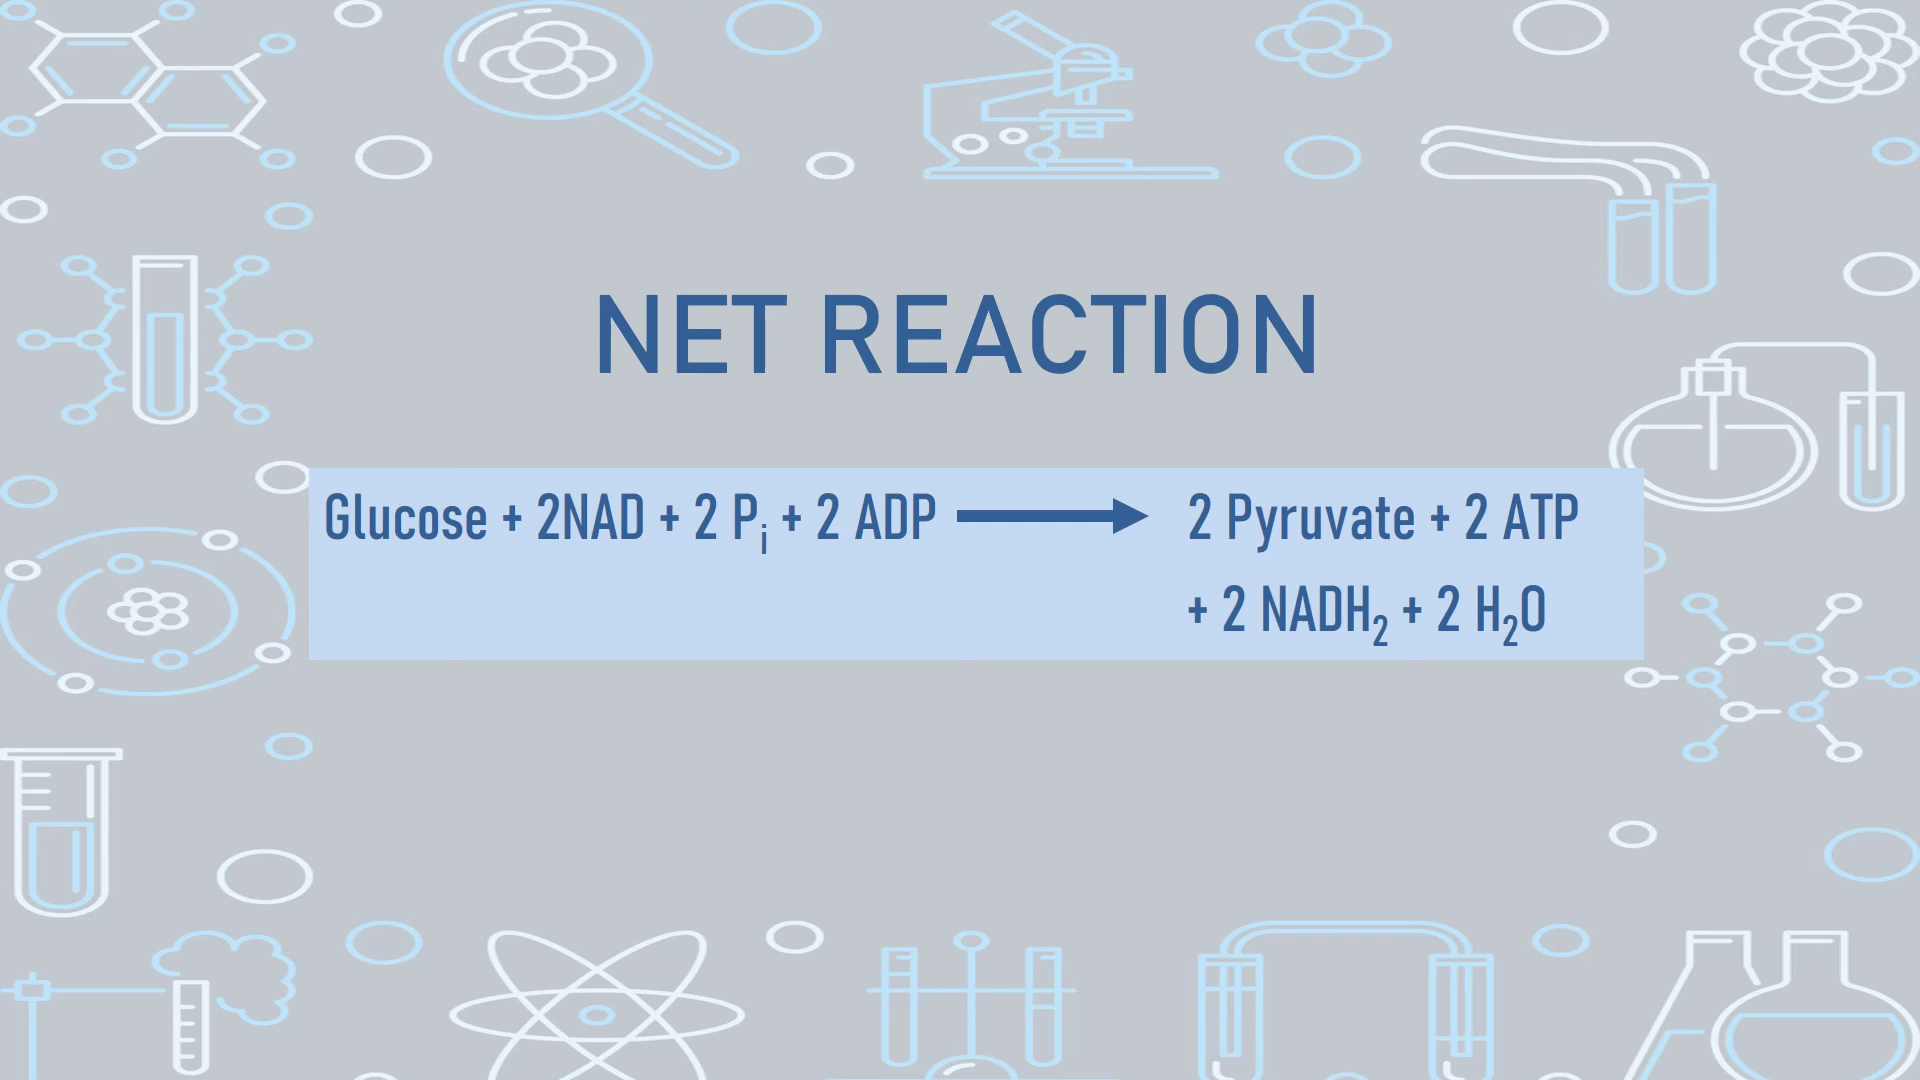 NET REACTION
Glucose + 2NAD + 2 Pᵢ + 2 ADP → 2 Pyruvate + 2 ATP
+ 2 NADH₂ + 2 H₂O